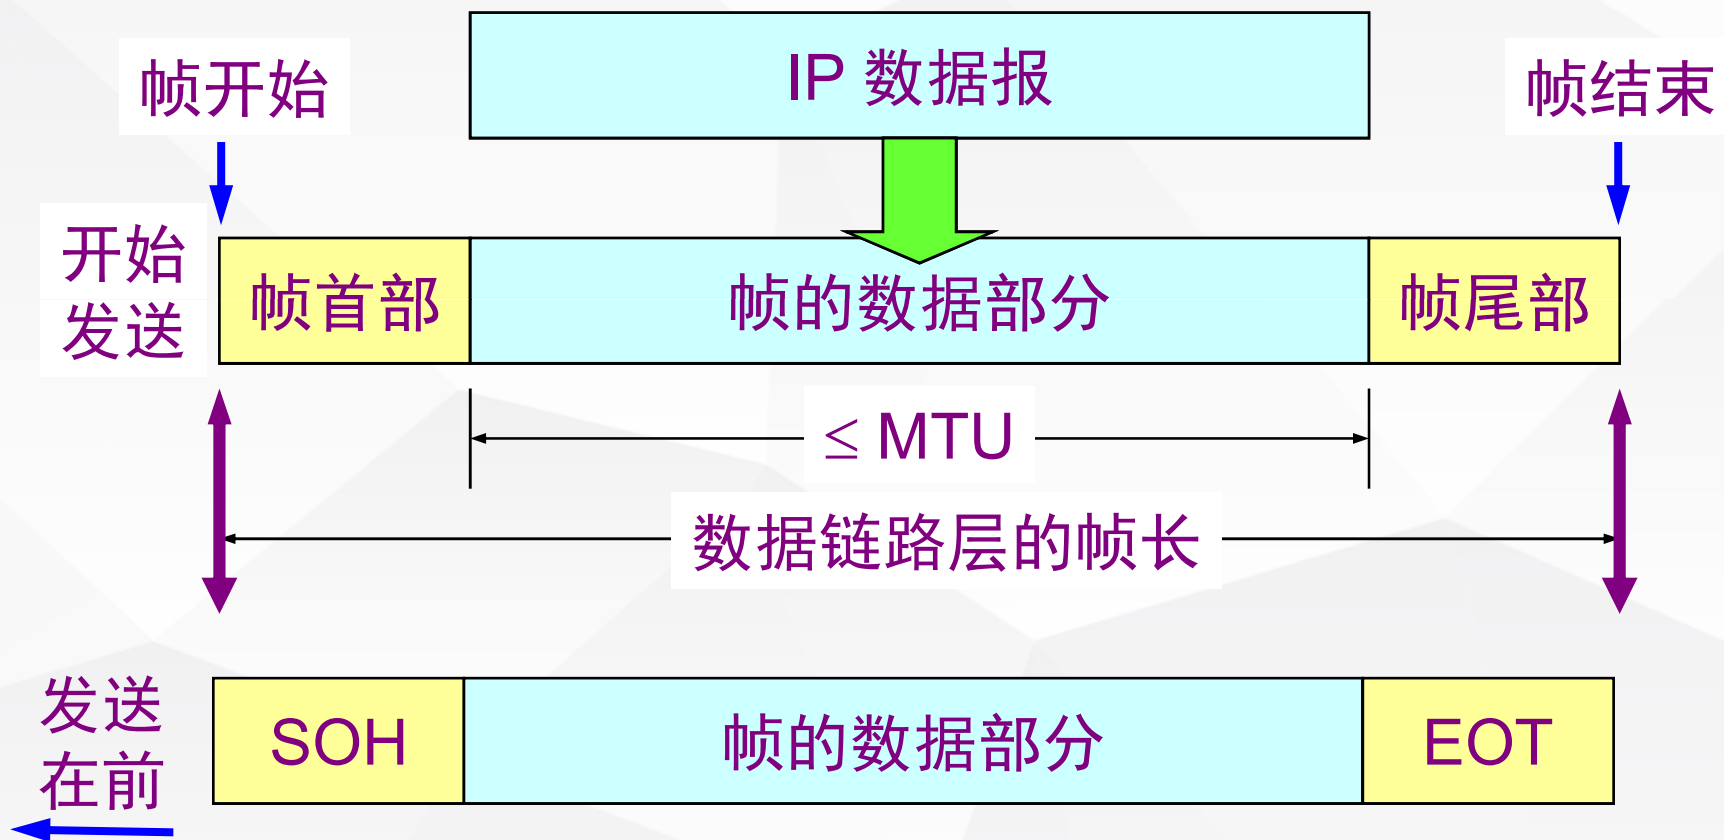 IP 数据报
帧开始
帧结束
开始
发送
帧首部
帧的数据部分
帧尾部
≤ MTU
数据链路层的帧长
发送
在前
SOH
帧的数据部分
EOT